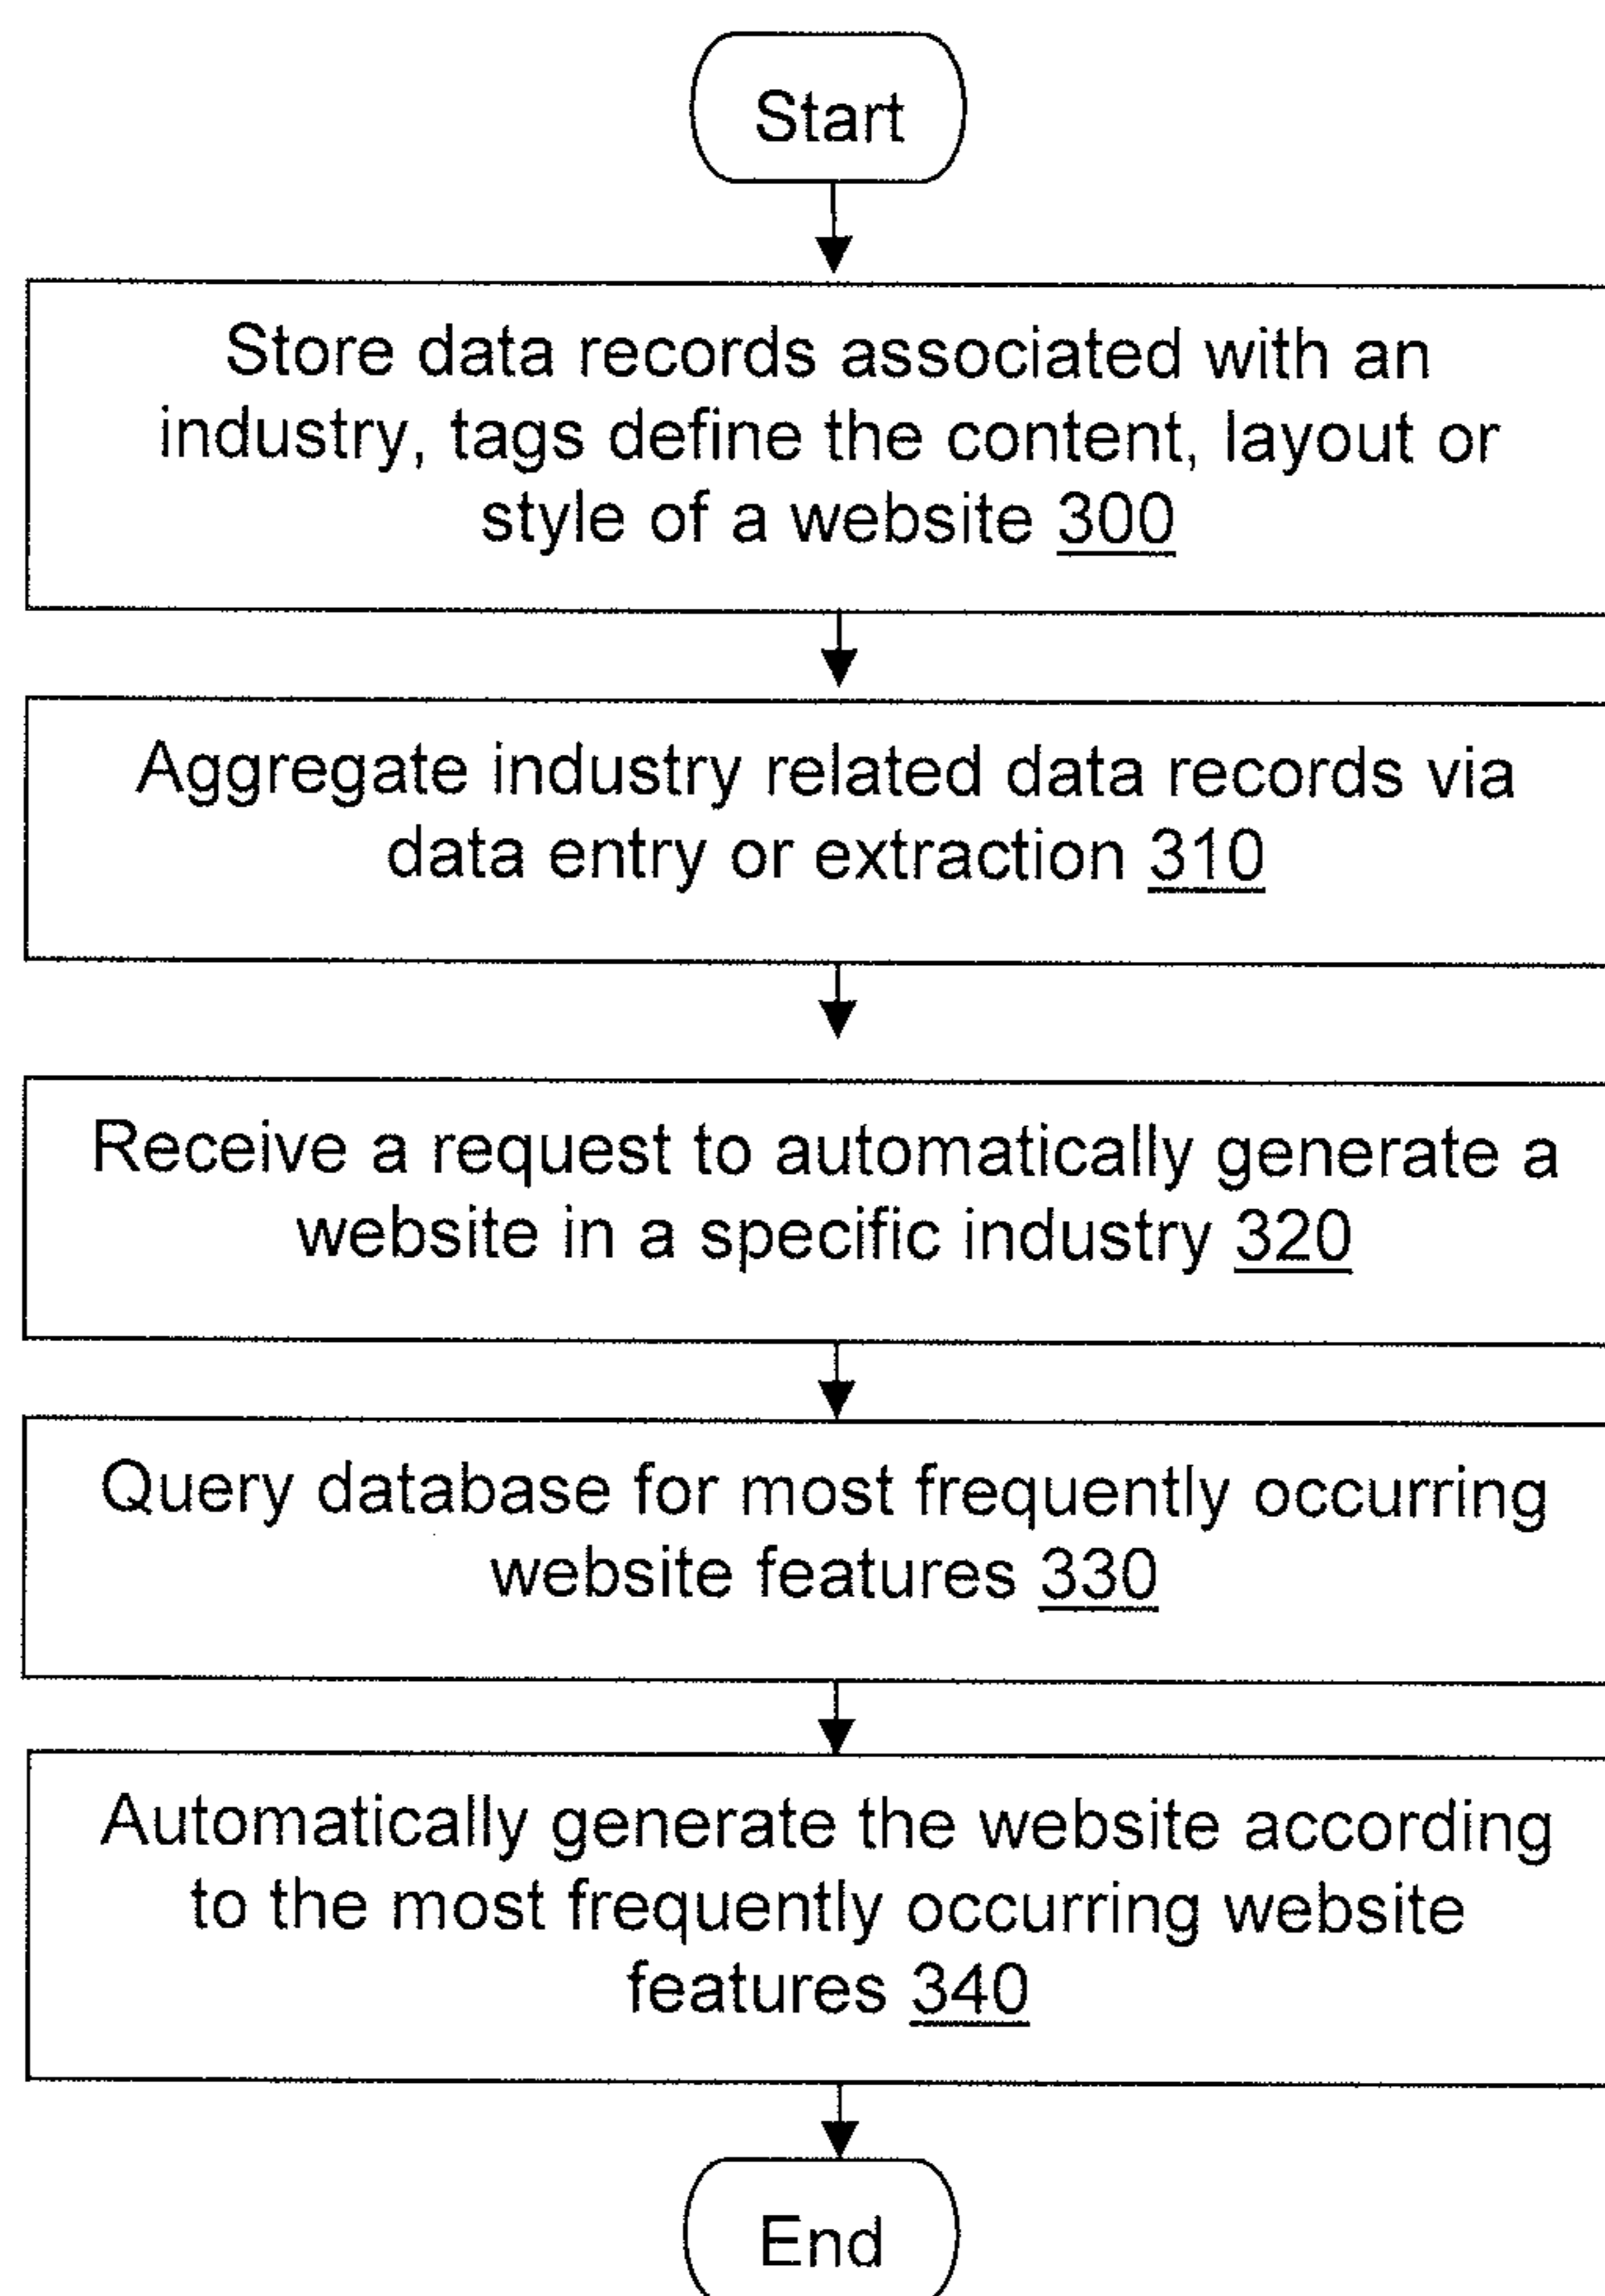 Start
Store data records associated with an
industry, tags define the content, layout or
style of a website 300
Aggregate industry related data records via
data entry or extraction 310
Receive a request to automatically generate a
website in a specific industry 320
Query database for most frequently occurring
website features 330
Automatically generate the website according
to the most frequently occurring website
features 340
End